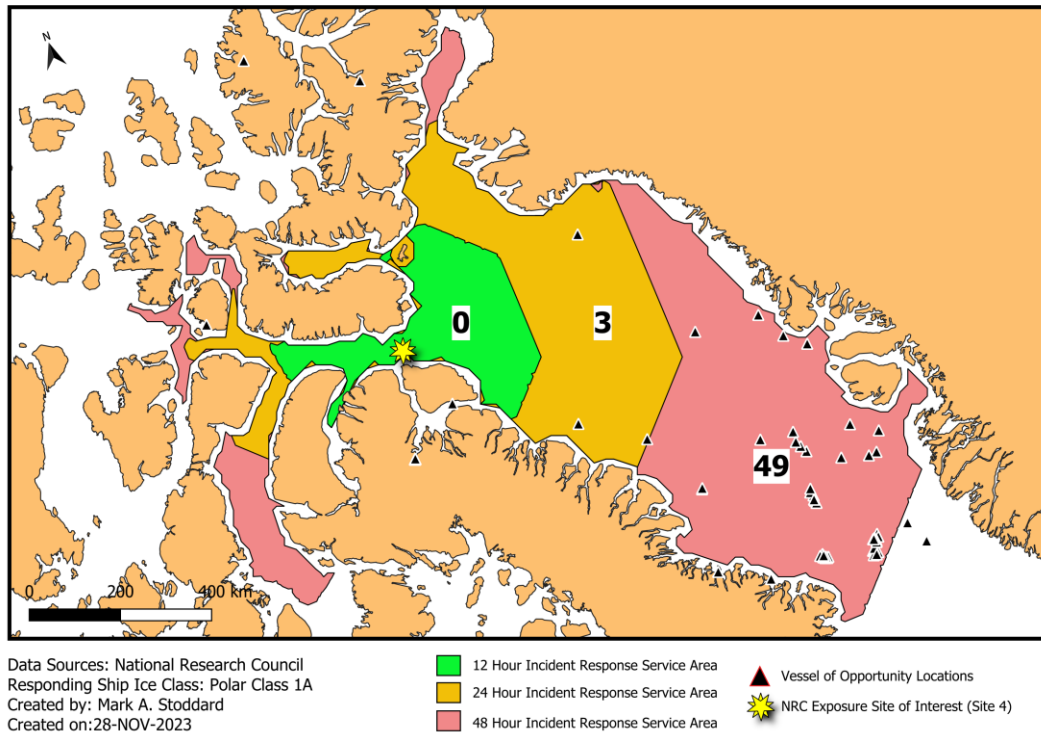 N
0
3
49
0
200
400 km
Data Sources: National Research Council
Responding Ship Ice Class: Polar Class 1A
Created by: Mark A. Stoddard
Created on:28-NOV-2023
12 Hour Incident Response Service Area
24 Hour Incident Response Service Area
48 Hour Incident Response Service Area
Vessel of Opportunity Locations
NRC Exposure Site of Interest (Site 4)